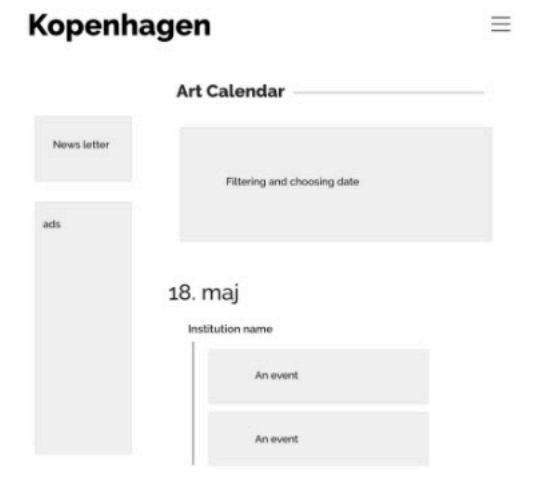 Kopenhagen
Art Calendar
News letter
Filtering and choosing date
ads
18. maj
Institution name
An event
An event